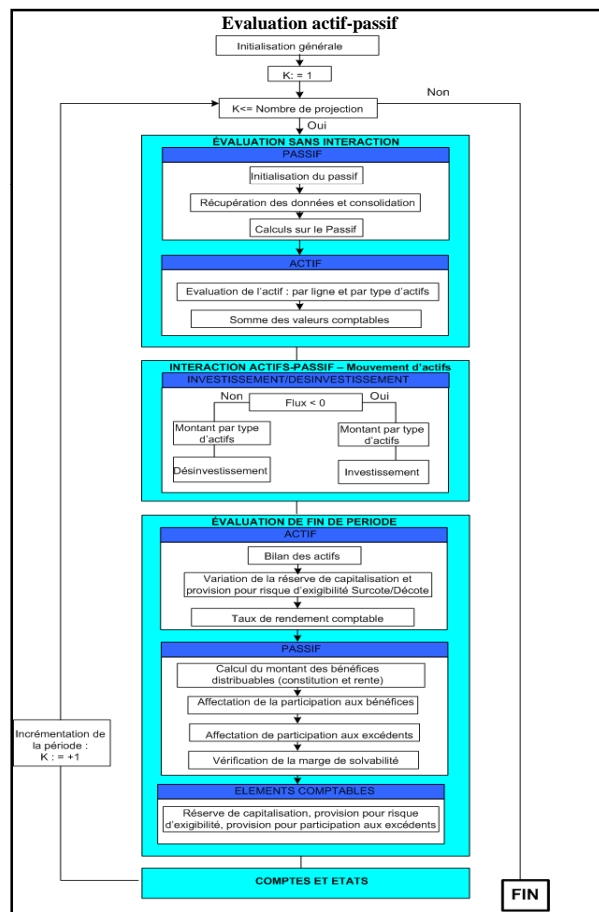 Evaluation actif-passif
Initialisation générale
K: = 1
Non
K<= Nombre de projection
Oui
ÉVALUATION SANS INTERACTION
PASSIF
Initialisation du passif
Récupération des données et consolidation
Calculs sur le Passif
ACTIF
Evaluation de l'actif : par ligne et par type d'actifs
Somme des valeurs comptables
INTERACTION ACTIFS-PASSIF – Mouvement d'actifs
INVESTISSEMENT/DESINVESTISSEMENT
Non
Flux < 0
Oui
Montant par type
d'actifs
Montant par type
d'actifs
Désinvestissement
Investissement
ÉVALUATION DE FIN DE PERIODE
ACTIF
Bilan des actifs
Variation de la réserve de capitalisation et
provision pour risque d'exigibilité Surcote/Décote
Taux de rendement comptable
PASSIF
Calcul du montant des bénéfices
distribuables (constitution et rente)
Affectation de la participation aux bénéfices
Affectation de participation aux excédents
Vérification de la marge de solvabilité
Incrémentation de
la période :
K : = +1
ELEMENTS COMPTABLES
Réserve de capitalisation, provision pour risque
d'exigibilité, provision pour participation aux excédents
COMPTES ET ETATS
FIN